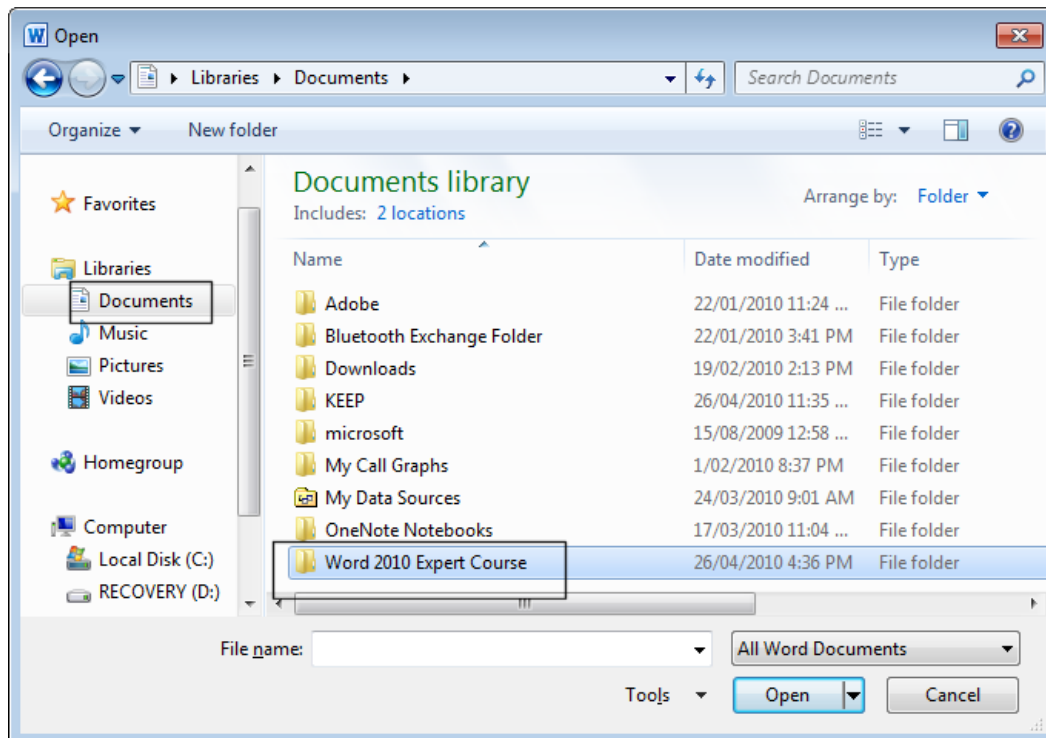 Open
Libraries Documents
Search Documents
Organize New folder
Documents library
Includes: 2 locations
Arrange by: Folder
Favorites
Libraries
Documents
Music
Pictures
Videos
Homegroup
Computer
Local Disk (C:)
RECOVERY (D:)
Name Date modified Type
Adobe 22/01/2010 11:24 ... File folder
Bluetooth Exchange Folder 22/01/2010 3:41 PM File folder
Downloads 19/02/2010 2:13 PM File folder
KEEP 26/04/2010 11:35 ... File folder
microsoft 15/08/2009 12:58 ... File folder
My Call Graphs 1/02/2010 8:37 PM File folder
My Data Sources 24/03/2010 9:01 AM File folder
OneNote Notebooks 17/03/2010 11:04 ... File folder
Word 2010 Expert Course 26/04/2010 4:36 PM File folder
File name: All Word Documents
Tools Open Cancel